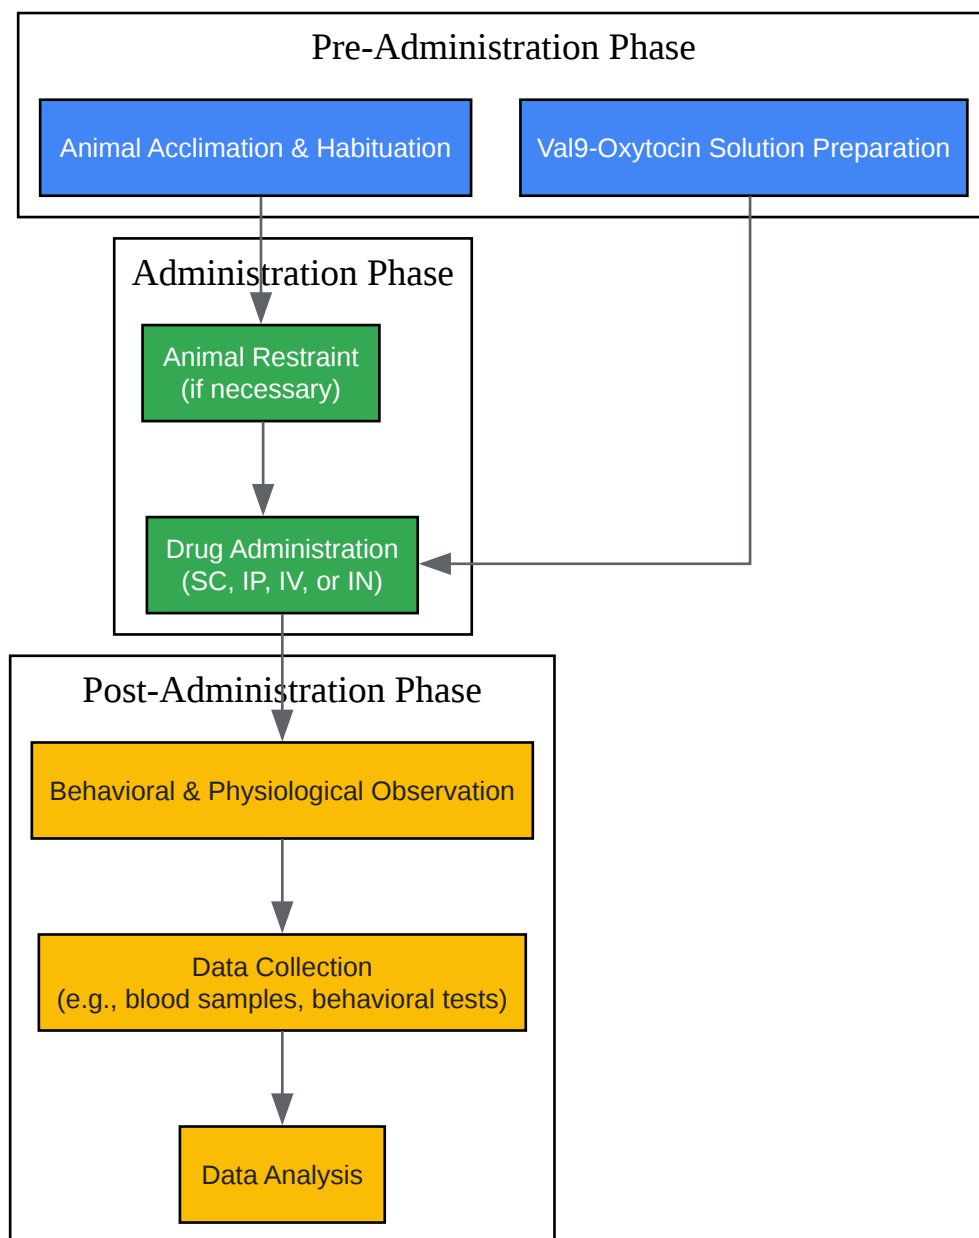 Pre-Administration Phase
Animal Acclimation & Habituation
Val9-Oxytocin Solution Preparation
Administration Phase
Animal Restraint
(if necessary)
Drug Administration
(SC, IP, IV, or IN)
Post-Administration Phase
Behavioral & Physiological Observation
Data Collection
(e.g., blood samples, behavioral tests)
Data Analysis